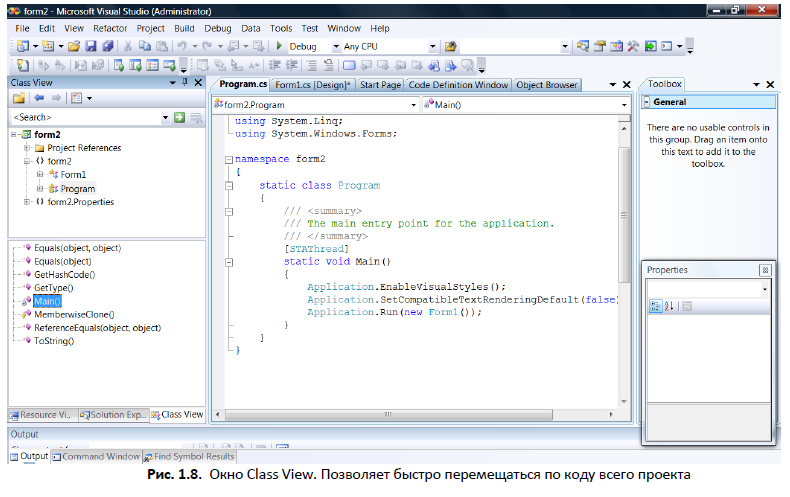 form2 - Microsoft Visual Studio (Administrator)
File Edit View Refactor Project Build Debug Data Tools Test Window Help
Debug Any CPU
Class View
Program.cs Form1.cs [Design]* Start Page Code Definition Window Object Browser
Toolbox
form2.Program Main()
General
<Search>
form2
Project References
form2
Form1
Program
form2.Properties
Equals(object, object)
Equals(object)
GetHashCode()
GetType()
Main()
MemberwiseClone()
ReferenceEquals(object, object)
ToString()
Resource Vi... Solution Exp... Class View
using System.Linq;
using System.Windows.Forms;
namespace form2
{
static class Program
{
/// <summary>
/// The main entry point for the application.
/// </summary>
[STAThread]
static void Main()
{
Application.EnableVisualStyles();
Application.SetCompatibleTextRenderingDefault(false)
Application.Run(new Form1());
}
}
}
There are no usable controls in
this group. Drag an item onto
this text to add it to the
toolbox.
Properties
Output
Output Command Window Find Symbol Results
Рис. 1.8. Окно Class View. Позволяет быстро перемещаться по коду всего проекта